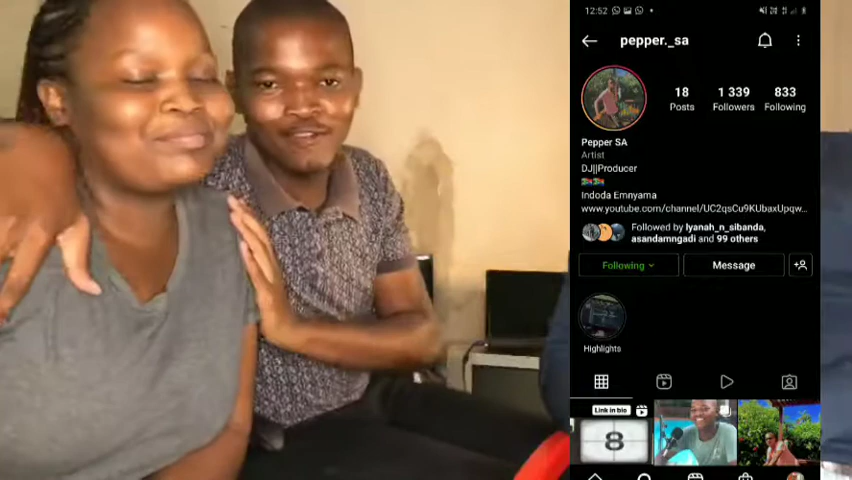 12:52
pepper._sa
18
1 339
833
Posts
Followers
Following
Pepper SA
Artist
DJ||Producer
Indoda Emnyama
www.youtube.com/channel/UC2qsCu9KUbaxUpqw...
Followed by lyanah_n_sibanda,
asandamngadi and 99 others
Following
Message
Highlights
Link in bio
8